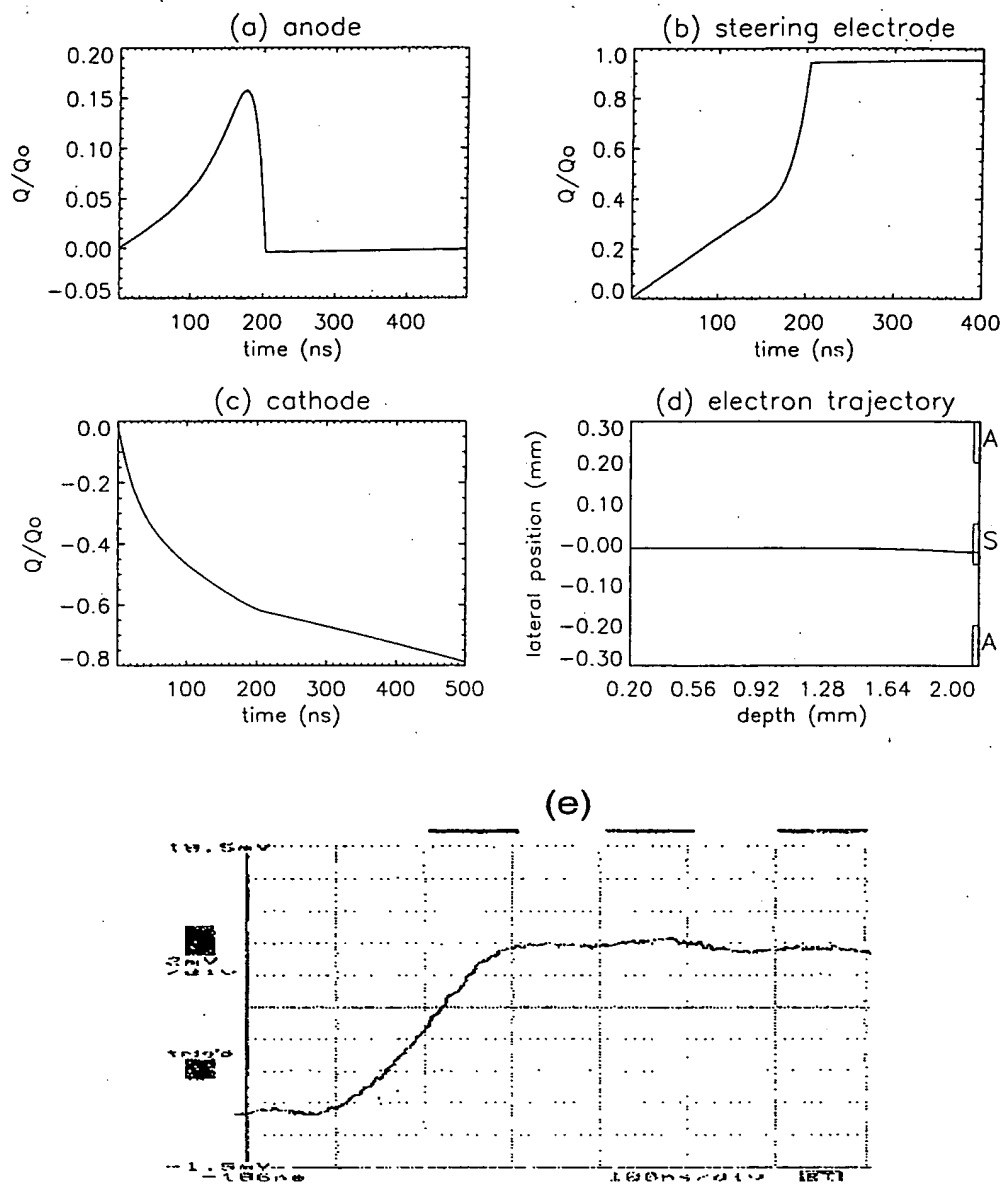 (a) anode
0.20
0.15
0.10
0.05
0.00
−0.05
Q/Qo
100 200 300 400
time (ns)
(b) steering electrode
1.0
0.8
0.6
0.4
0.2
0.0
Q/Qo
100 200 300 400
time (ns)
(c) cathode
0.0
−0.2
−0.4
−0.6
−0.8
Q/Qo
100 200 300 400 500
time (ns)
(d) electron trajectory
0.30
0.20
0.10
−0.00
−0.10
−0.20
−0.30
lateral position (mm)
A
S
A
0.20 0.56 0.92 1.28 1.64 2.00
depth (mm)
(e)
trig'd
100ns/div